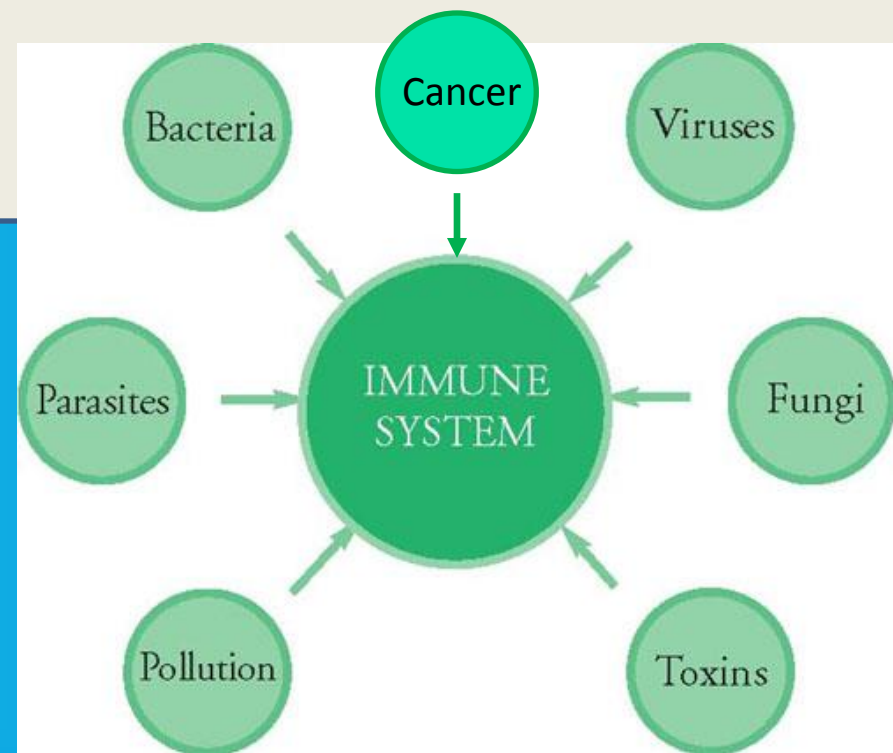 Cancer
Bacteria
Viruses
Parasites
IMMUNE
SYSTEM
Fungi
Pollution
Toxins